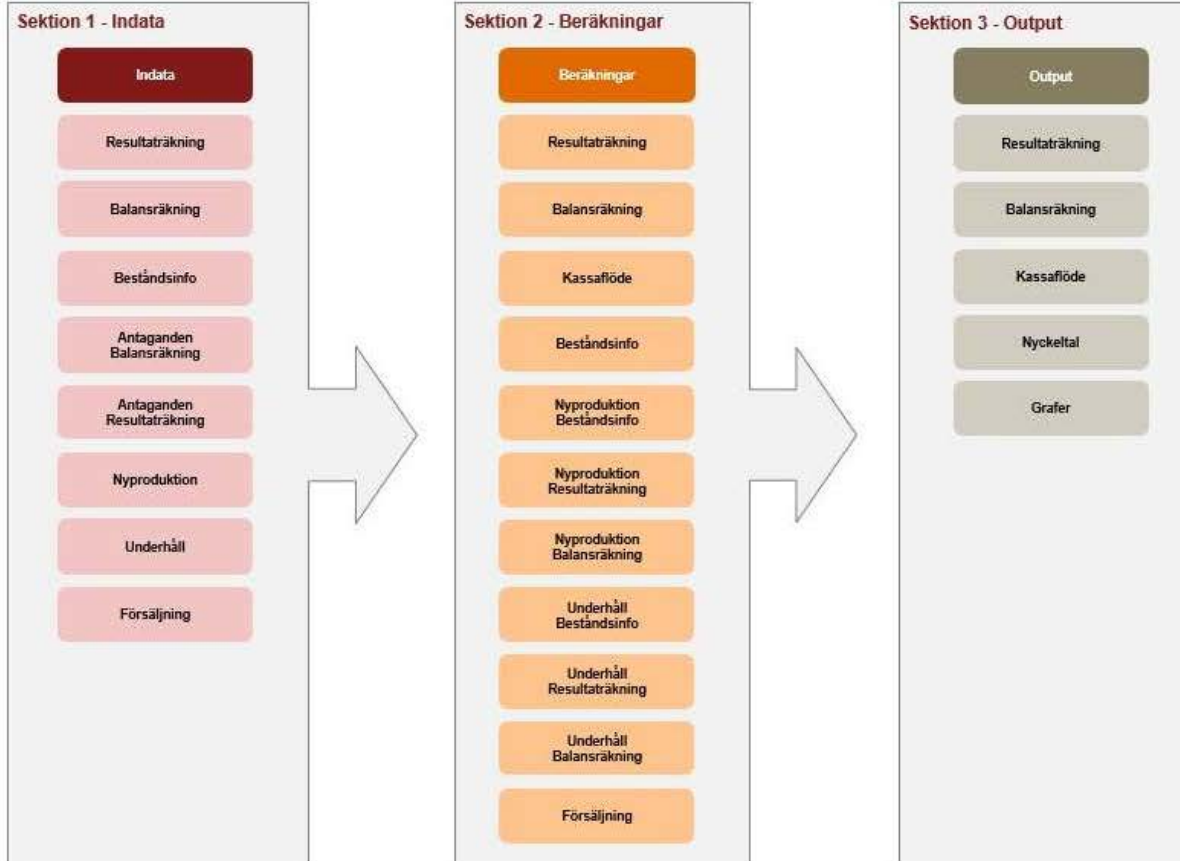 Sektion 1 - Indata
Indata
Resultaträkning
Balansräkning
Beståndsinfo
Antaganden
Balansräkning
Antaganden
Resultaträkning
Nyproduktion
Underhåll
Försäljning
Sektion 2 - Beräkningar
Beräkningar
Resultaträkning
Balansräkning
Kassaflöde
Beståndsinfo
Nyproduktion
Beståndsinfo
Nyproduktion
Resultaträkning
Nyproduktion
Balansräkning
Underhåll
Beståndsinfo
Underhåll
Resultaträkning
Underhåll
Balansräkning
Försäljning
Sektion 3 - Output
Output
Resultaträkning
Balansräkning
Kassaflöde
Nyckeltal
Grafer